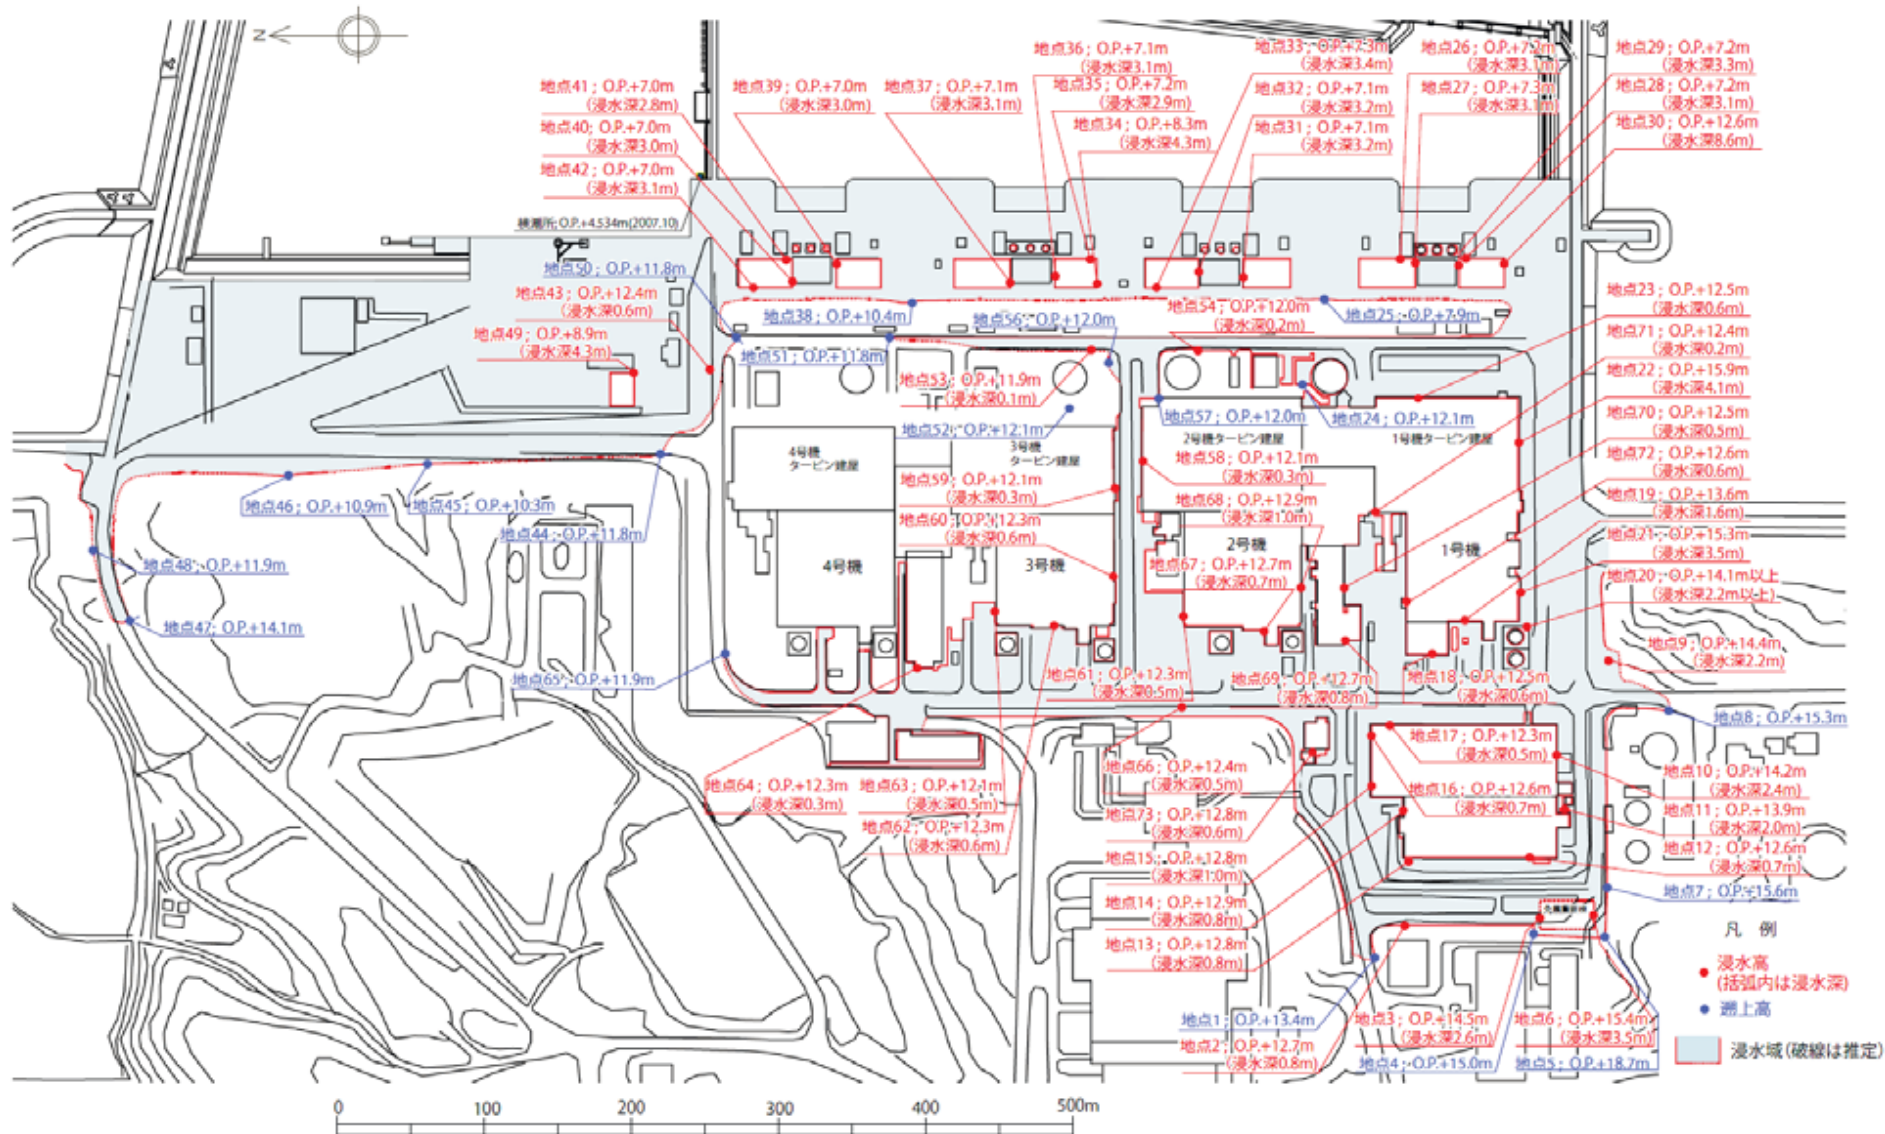 N
地点36；O.P.+7.1m
(浸水深3.1m)
地点33；O.P.+7.3m
(浸水深3.4m)
地点26；O.P.+7.2m
(浸水深3.1m)
地点29；O.P.+7.2m
(浸水深3.3m)
地点41；O.P.+7.0m
(浸水深2.8m)
地点39；O.P.+7.0m
(浸水深3.0m)
地点37；O.P.+7.1m
(浸水深3.1m)
地点35；O.P.+7.2m
(浸水深2.9m)
地点32；O.P.+7.1m
(浸水深3.2m)
地点27；O.P.+7.3m
(浸水深3.1m)
地点28；O.P.+7.2m
(浸水深3.1m)
地点40；O.P.+7.0m
(浸水深3.0m)
地点34；O.P.+8.3m
(浸水深4.3m)
地点31；O.P.+7.1m
(浸水深3.2m)
地点30；O.P.+12.6m
(浸水深8.6m)
地点42；O.P.+7.0m
(浸水深3.1m)
検潮所；O.P.+4.534m(2007.10)
地点50；O.P.+11.8m
地点43；O.P.+12.4m
(浸水深0.6m)
地点38；O.P.+10.4m
地点56；O.P.+12.0m
地点54；O.P.+12.0m
(浸水深0.2m)
地点25；O.P.+7.9m
地点23；O.P.+12.5m
(浸水深0.6m)
地点49；O.P.+8.9m
(浸水深4.3m)
地点51；O.P.+11.8m
地点71；O.P.+12.4m
(浸水深0.2m)
地点53；O.P.+11.9m
(浸水深0.1m)
地点22；O.P.+15.9m
(浸水深4.1m)
地点52；O.P.+12.1m
地点57；O.P.+12.0m
地点24；O.P.+12.1m
地点70；O.P.+12.5m
(浸水深0.5m)
4号機
タービン建屋
3号機
タービン建屋
2号機タービン建屋
1号機タービン建屋
地点58；O.P.+12.1m
(浸水深0.3m)
地点72；O.P.+12.6m
(浸水深0.6m)
地点59；O.P.+12.1m
(浸水深0.3m)
地点68；O.P.+12.9m
(浸水深1.0m)
地点19；O.P.+13.6m
(浸水深1.6m)
地点46；O.P.+10.9m
地点45；O.P.+10.3m
地点44；O.P.+11.8m
地点60；O.P.+12.3m
(浸水深0.6m)
地点21；O.P.+15.3m
(浸水深3.5m)
2号機
1号機
地点48；O.P.+11.9m
4号機
3号機
地点67；O.P.+12.7m
(浸水深0.7m)
地点20；O.P.+14.1m以上
(浸水深2.2m以上)
地点47；O.P.+14.1m
地点9；O.P.+14.4m
(浸水深2.2m)
地点65；O.P.+11.9m
地点61；O.P.+12.3m
(浸水深0.5m)
地点69；O.P.+12.7m
(浸水深0.8m)
地点18；O.P.+12.5m
(浸水深0.6m)
地点8；O.P.+15.3m
地点17；O.P.+12.3m
(浸水深0.5m)
地点66；O.P.+12.4m
(浸水深0.5m)
地点10；O.P.+14.2m
(浸水深2.4m)
地点64；O.P.+12.3m
(浸水深0.3m)
地点63；O.P.+12.1m
(浸水深0.5m)
地点16；O.P.+12.6m
(浸水深0.7m)
地点73；O.P.+12.8m
(浸水深0.6m)
地点11；O.P.+13.9m
(浸水深2.0m)
地点62；O.P.+12.3m
(浸水深0.6m)
地点12；O.P.+12.6m
(浸水深0.7m)
地点15；O.P.+12.8m
(浸水深1.0m)
地点7；O.P.+15.6m
地点14；O.P.+12.9m
(浸水深0.8m)
地点13；O.P.+12.8m
(浸水深0.8m)
凡 例
浸水高
(括弧内は浸水深)
遡上高
地点1；O.P.+13.4m
地点3；O.P.+14.5m
(浸水深2.6m)
地点6；O.P.+15.4m
(浸水深3.5m)
地点2；O.P.+12.7m
(浸水深0.8m)
地点4；O.P.+15.0m
地点5；O.P.+18.7m
浸水域(破線は推定)
0 100 200 300 400 500m